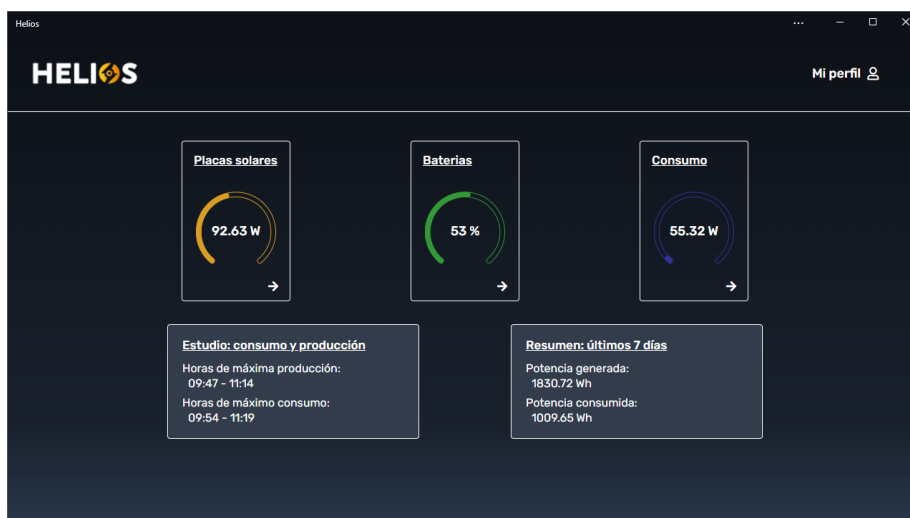 Helios
HELIOS
Mi perfil
Placas solares
92.63 W
Baterias
53 %
Consumo
55.32 W
Estudio: consumo y producción
Horas de máxima producción:
09:47 - 11:14
Horas de máximo consumo:
09:54 - 11:19
Resumen: últimos 7 días
Potencia generada:
1830.72 Wh
Potencia consumida:
1009.65 Wh